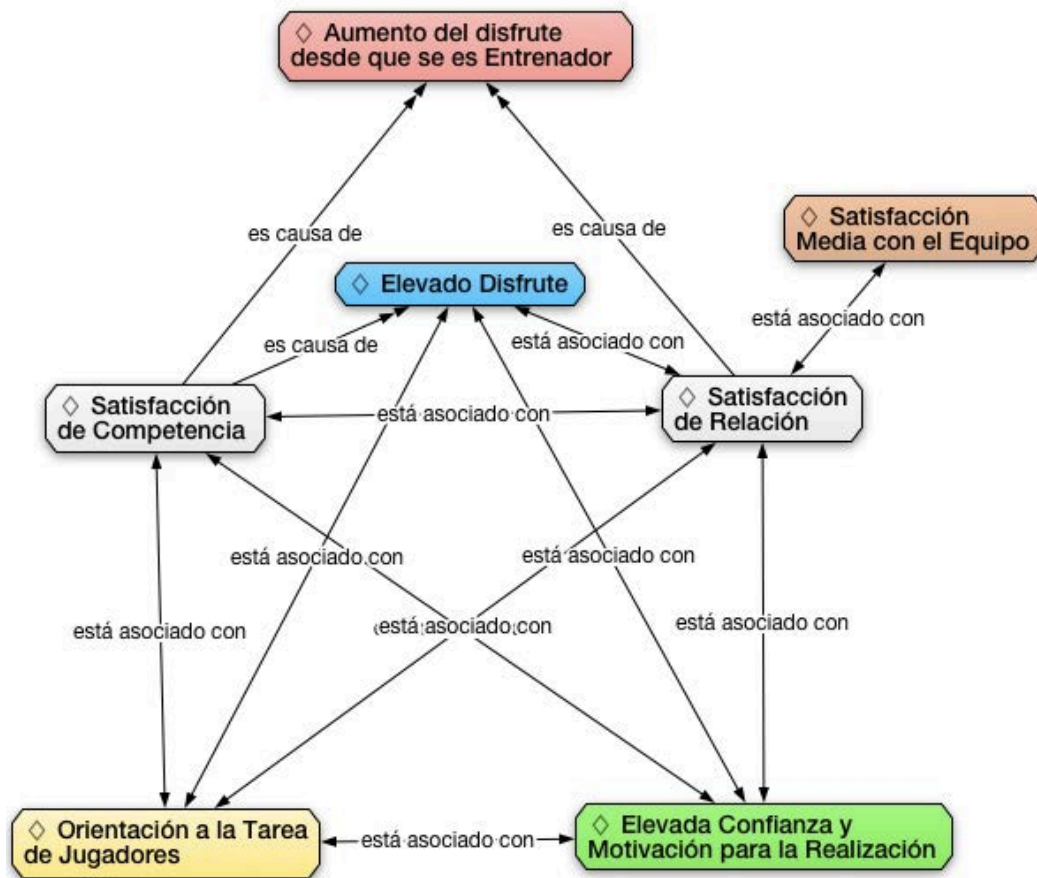 ◇ Aumento del disfrute
desde que se es Entrenador
es causa de
es causa de
◇ Satisfacción
Media con el Equipo
◇ Elevado Disfrute
está asociado con
es causa de
está asociado con
◇ Satisfacción
de Competencia
está asociado con
◇ Satisfacción
de Relación
está asociado con
está asociado con
está asociado con
está asociado con
está asociado con
◇ Orientación a la Tarea
de Jugadores
está asociado con
◇ Elevada Confianza y
Motivación para la Realización